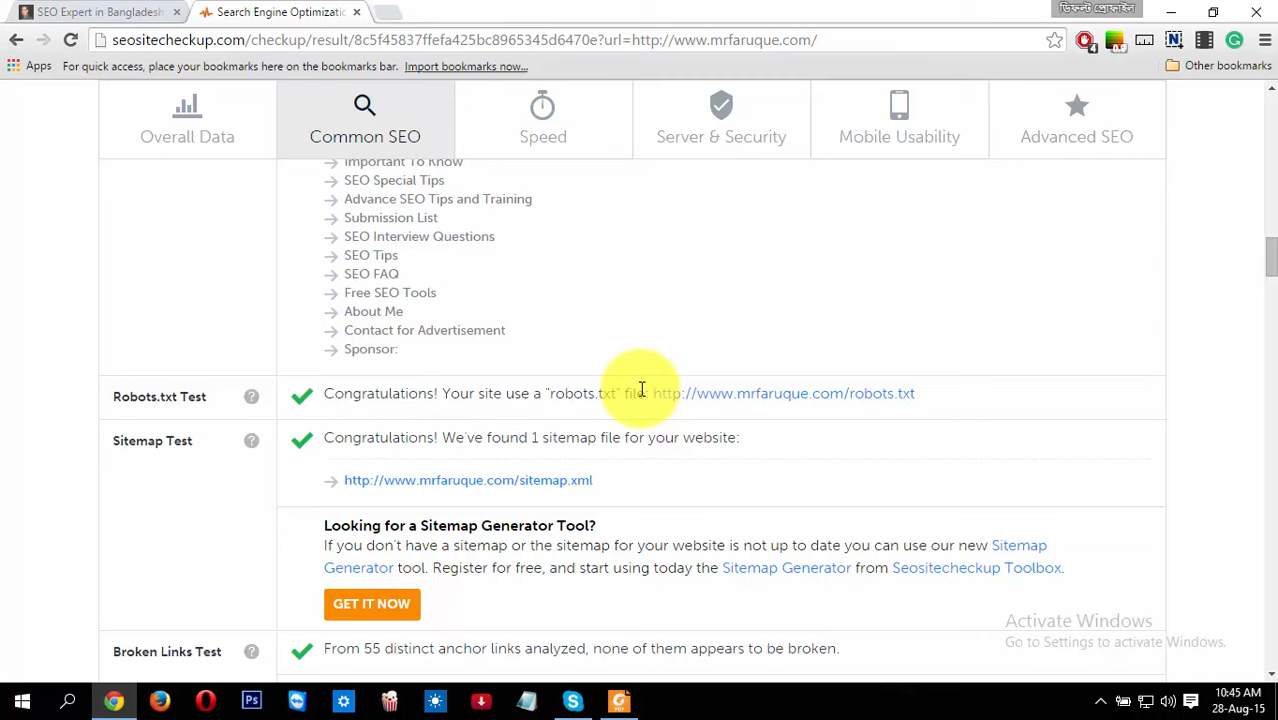 SEO Expert in Bangladesh
Search Engine Optimizatio
ডিফল্ট প্রোফাইল
seositecheckup.com/checkup/result/8c5f45837ffefa425bc8965345d6470e?url=http://www.mrfaruque.com/
Apps For quick access, place your bookmarks here on the bookmarks bar. Import bookmarks now... Other bookmarks
Overall Data Common SEO Speed Server & Security Mobile Usability Advanced SEO
Important To Know
SEO Special Tips
Advance SEO Tips and Training
Submission List
SEO Interview Questions
SEO Tips
SEO FAQ
Free SEO Tools
About Me
Contact for Advertisement
Sponsor:
Robots.txt Test ? Congratulations! Your site use a "robots.txt" file: http://www.mrfaruque.com/robots.txt
Sitemap Test ? Congratulations! We've found 1 sitemap file for your website:
http://www.mrfaruque.com/sitemap.xml
Looking for a Sitemap Generator Tool?
If you don't have a sitemap or the sitemap for your website is not up to date you can use our new Sitemap
Generator tool. Register for free, and start using today the Sitemap Generator from Seositecheckup Toolbox.
GET IT NOW
Activate Windows
Go to Settings to activate Windows.
Broken Links Test ? From 55 distinct anchor links analyzed, none of them appears to be broken.
Ps
10:45 AM
28-Aug-15